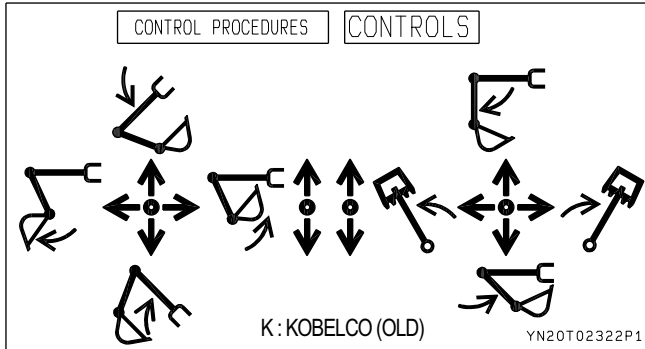 CONTROL PROCEDURES
CONTROLS
K : KOBELCO (OLD)
YN20T02322P1